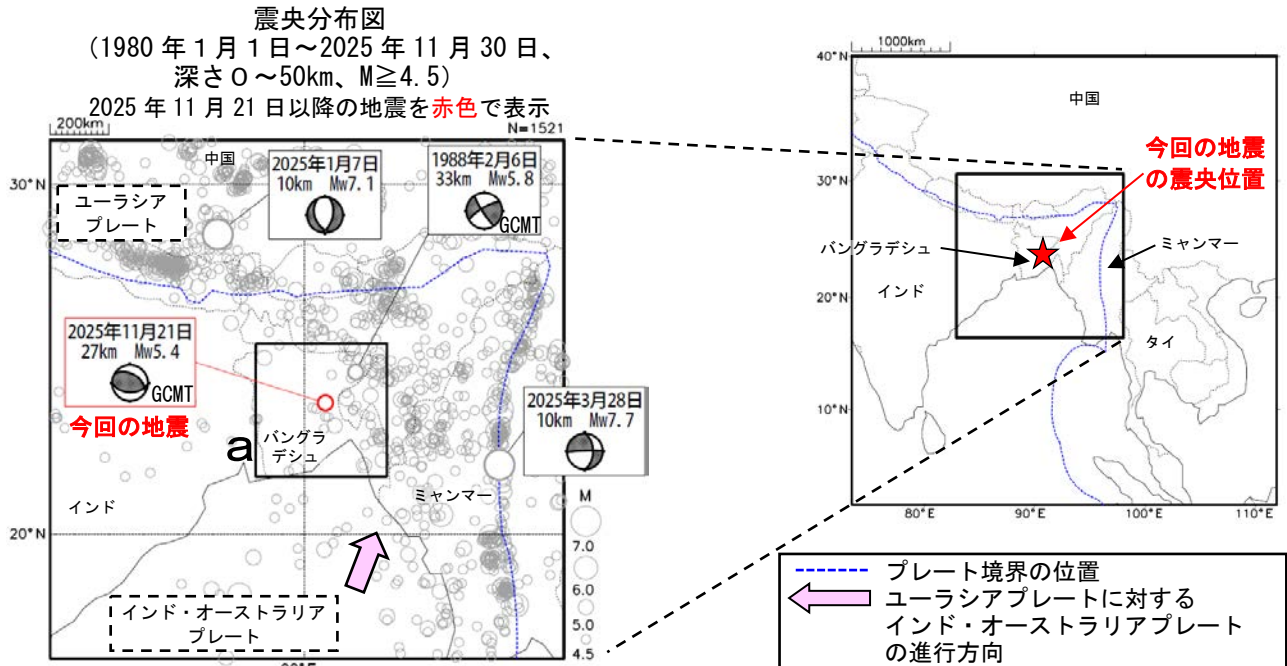 震央分布図
（1980 年１月１日～2025 年 11 月 30 日、
深さ０～50km、M≧4.5）
2025 年 11 月 21 日以降の地震を赤色で表示
200km
N=1521
30°N
20°N
中国
ユーラシア
プレート
2025年1月7日
10km Mw7.1
1988年2月6日
33km Mw5.8
GCMT
2025年11月21日
27km Mw5.4
GCMT
今回の地震
a
バングラ
デシュ
2025年3月28日
10km Mw7.7
インド
ミャンマー
インド・オーストラリア
プレート
M
7.0
6.0
5.0
4.5
1000km
40°N
30°N
20°N
10°N
80°E
90°E
100°E
110°E
中国
今回の地震
の震央位置
バングラデシュ
ミャンマー
インド
タイ
プレート境界の位置
ユーラシアプレートに対する
インド・オーストラリアプレート
の進行方向